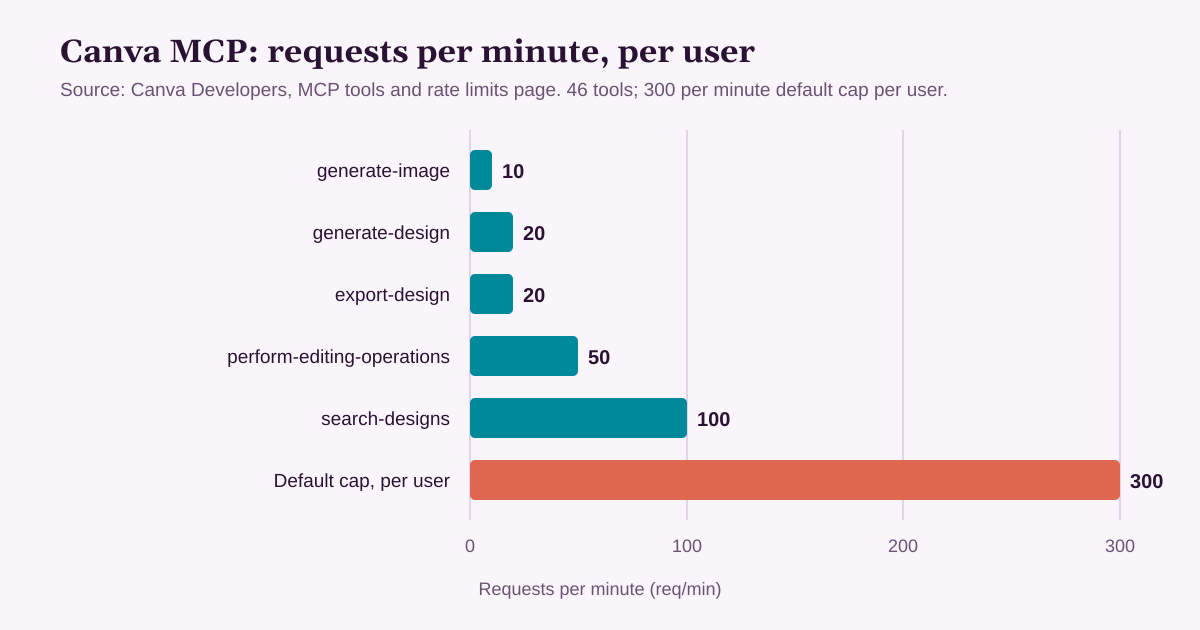 Canva MCP: requests per minute, per user
Source: Canva Developers, MCP tools and rate limits page. 46 tools; 300 per minute default cap per user.
generate-image 10
generate-design 20
export-design 20
perform-editing-operations 50
search-designs 100
Default cap, per user 300
0 100 200 300
Requests per minute (req/min)